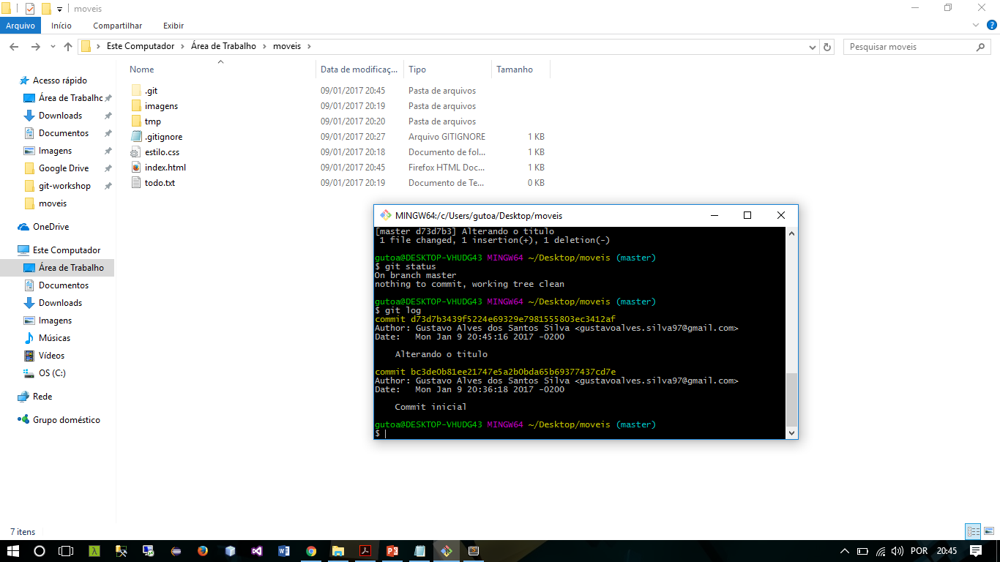 moveis
Arquivo Início Compartilhar Exibir
Este Computador Área de Trabalho moveis
Pesquisar moveis
Nome Data de modificaç... Tipo Tamanho
Acesso rápido
Área de Trabalho
Downloads
Documentos
Imagens
Google Drive
git-workshop
moveis
OneDrive
Este Computador
Área de Trabalho
Documentos
Downloads
Imagens
Músicas
Vídeos
OS (C:)
Rede
Grupo doméstico
.git 09/01/2017 20:45 Pasta de arquivos
imagens 09/01/2017 20:19 Pasta de arquivos
tmp 09/01/2017 20:20 Pasta de arquivos
.gitignore 09/01/2017 20:27 Arquivo GITIGNORE 1 KB
estilo.css 09/01/2017 20:18 Documento de fol... 1 KB
index.html 09/01/2017 20:45 Firefox HTML Doc... 1 KB
todo.txt 09/01/2017 20:19 Documento de Te... 0 KB
MINGW64:/c/Users/gutoa/Desktop/moveis
[master d73d7b3] Alterando o titulo
1 file changed, 1 insertion(+), 1 deletion(-)
gutoa@DESKTOP-VHUDG43 MINGW64 ~/Desktop/moveis (master)
$ git status
On branch master
nothing to commit, working tree clean
gutoa@DESKTOP-VHUDG43 MINGW64 ~/Desktop/moveis (master)
$ git log
commit d73d7b3439f5224e69329e7981555803ec3412af
Author: Gustavo Alves dos Santos Silva <gustavoalves.silva97@gmail.com>
Date: Mon Jan 9 20:45:16 2017 -0200
Alterando o titulo
commit bc3de0b81ee21747e5a2b0bda65b69377437cd7e
Author: Gustavo Alves dos Santos Silva <gustavoalves.silva97@gmail.com>
Date: Mon Jan 9 20:36:18 2017 -0200
Commit inicial
gutoa@DESKTOP-VHUDG43 MINGW64 ~/Desktop/moveis (master)
$
7 itens
POR 20:45